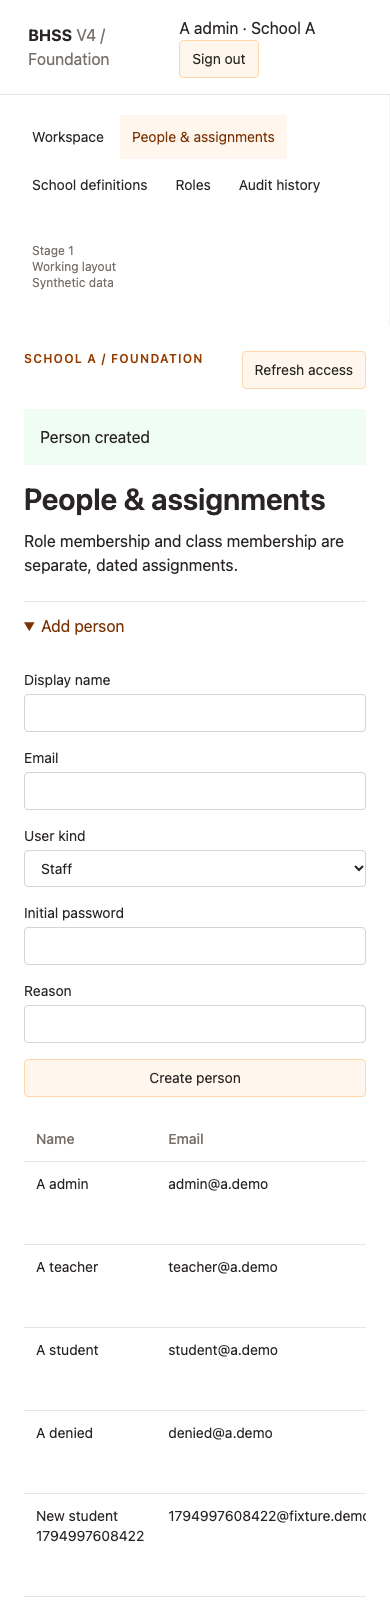 BHSS V4 /
Foundation
A admin · School A
Sign out
Workspace
People & assignments
School definitions
Roles
Audit history
Stage 1
Working layout
Synthetic data
SCHOOL A / FOUNDATION
Refresh access
Person created
People & assignments
Role membership and class membership are
separate, dated assignments.
▼ Add person
Display name
Email
User kind
Staff
Initial password
Reason
Create person
Name Email
A admin admin@a.demo
A teacher teacher@a.demo
A student student@a.demo
A denied denied@a.demo
New student 1794997608422@fixture.demo
1794997608422